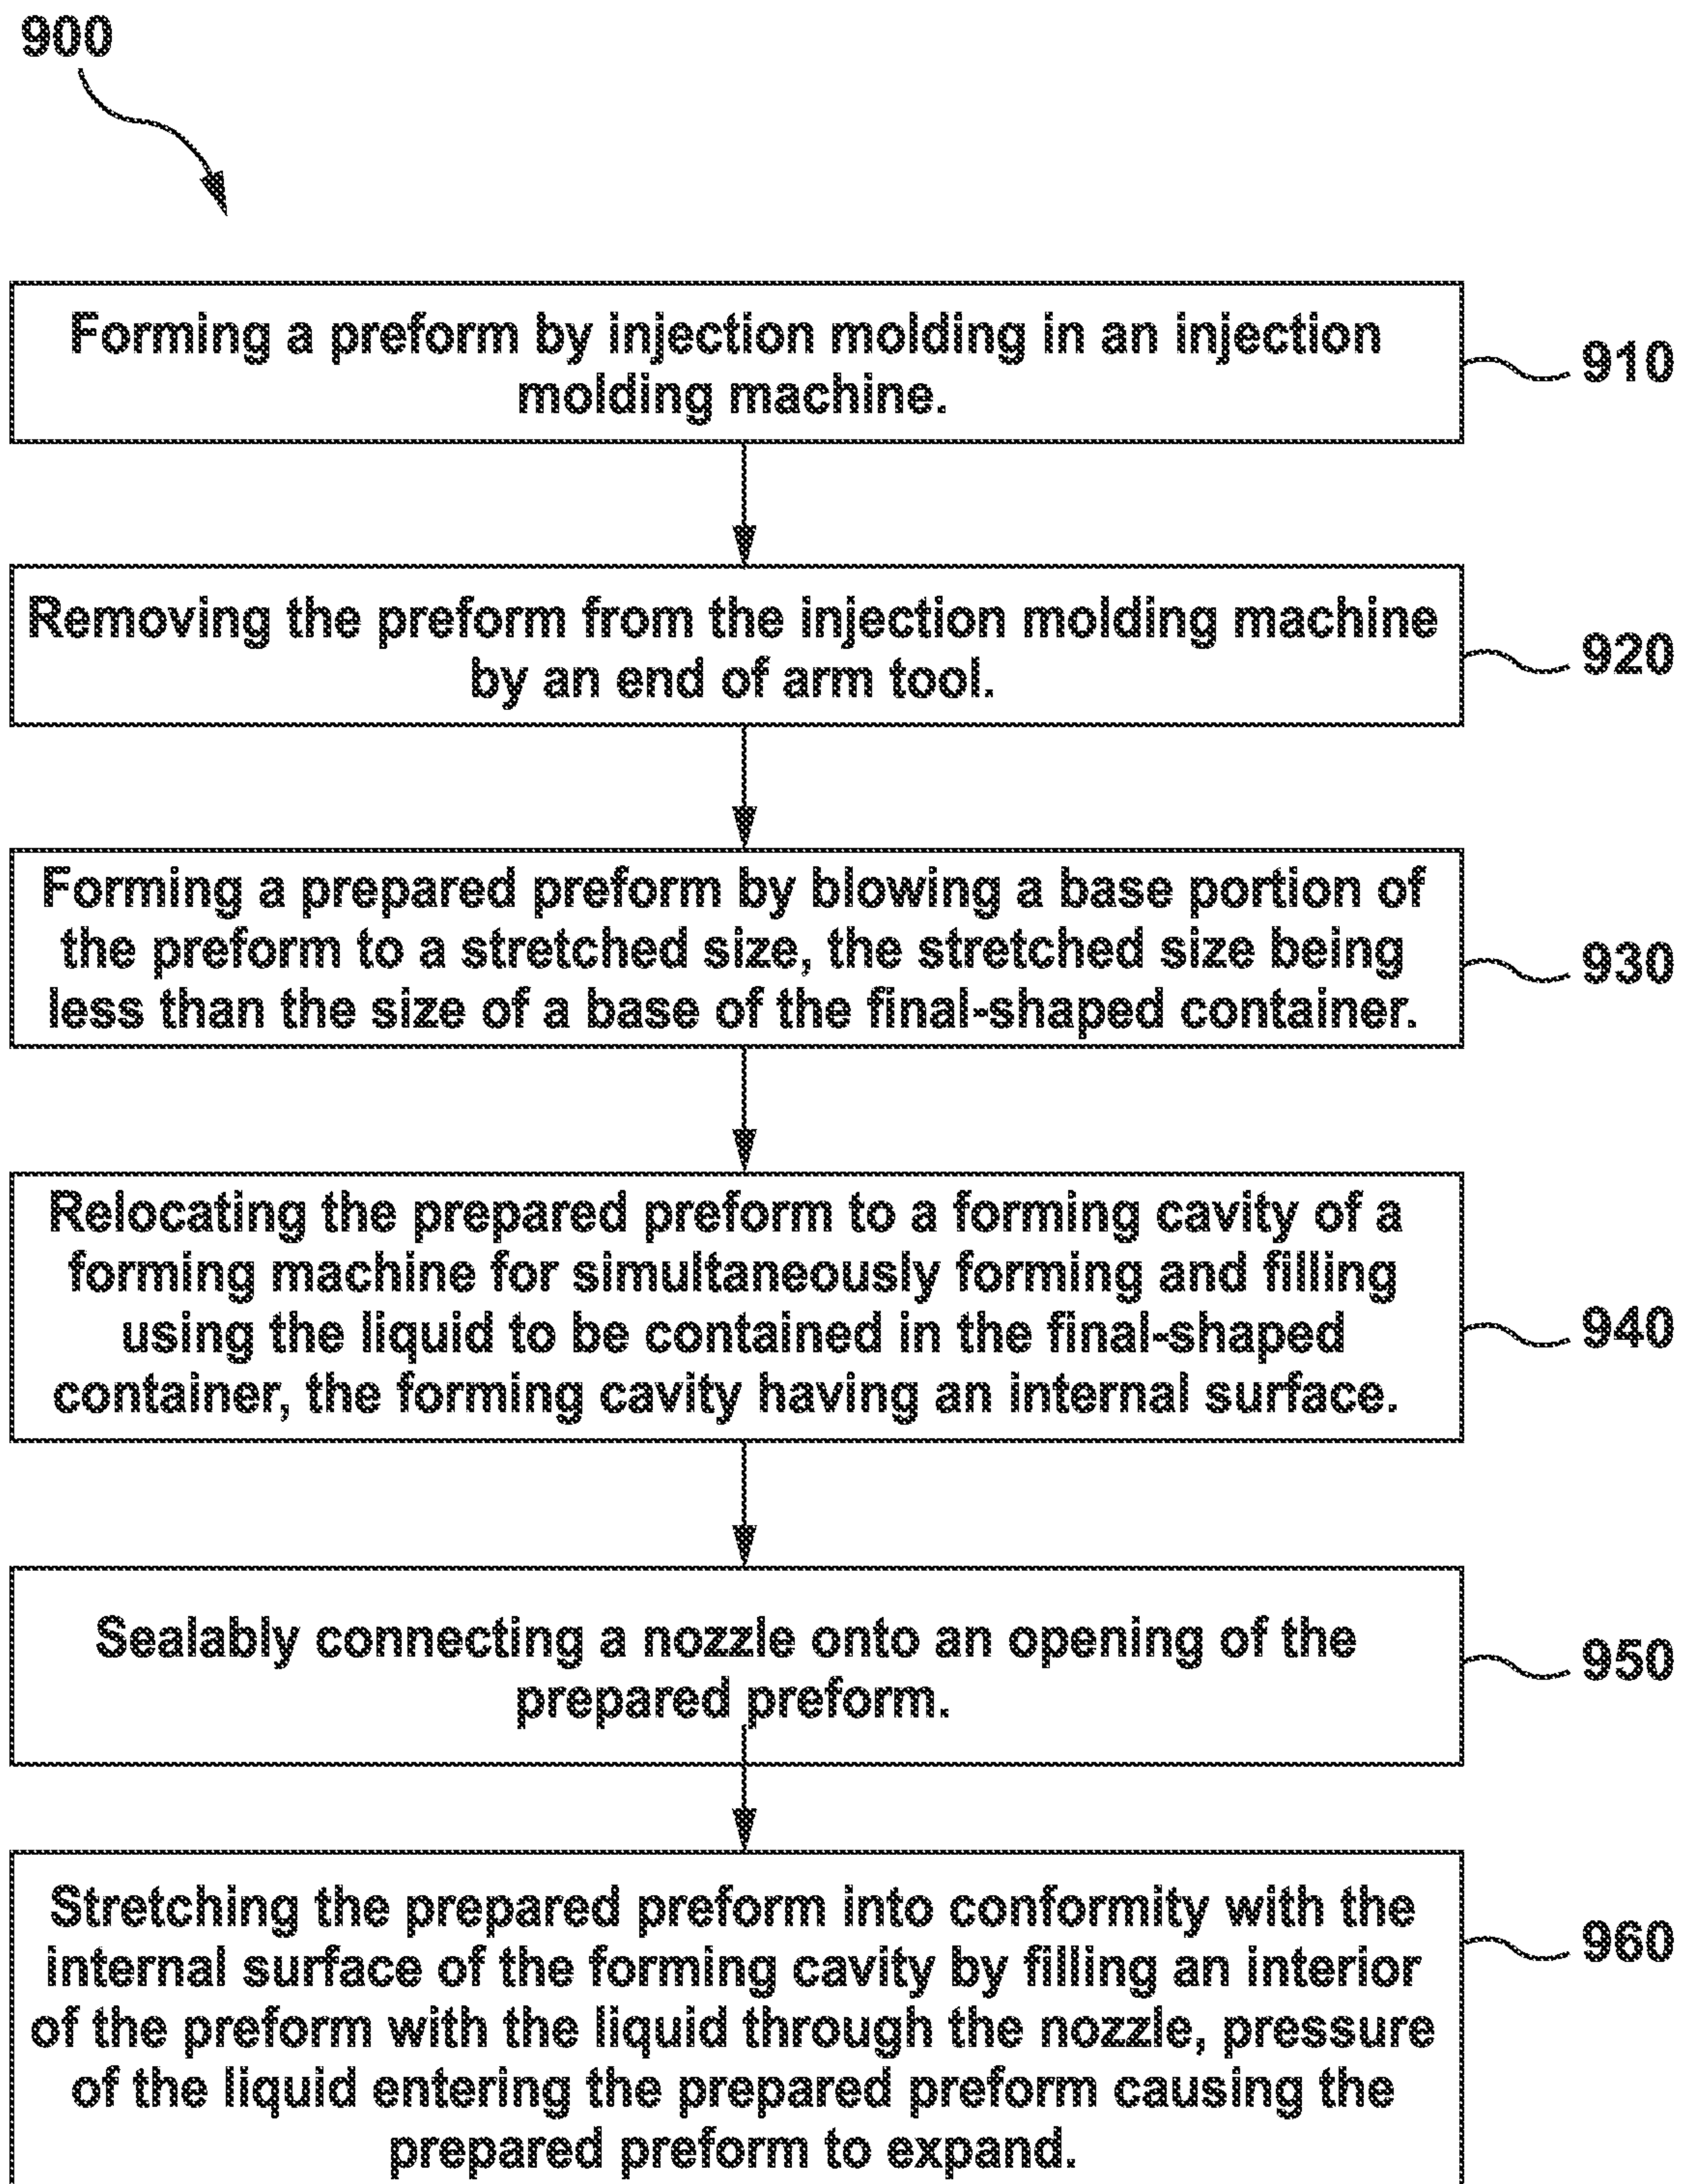 900
Forming a preform by injection molding in an injection
molding machine.
910
Removing the preform from the injection molding machine
by an end of arm tool.
920
Forming a prepared preform by blowing a base portion of
the preform to a stretched size, the stretched size being
less than the size of a base of the final-shaped container.
930
Relocating the prepared preform to a forming cavity of a
forming machine for simultaneously forming and filling
using the liquid to be contained in the final-shaped
container, the forming cavity having an internal surface.
940
Sealably connecting a nozzle onto an opening of the
prepared preform.
950
Stretching the prepared preform into conformity with the
internal surface of the forming cavity by filling an interior
of the preform with the liquid through the nozzle, pressure
of the liquid entering the prepared preform causing the
prepared preform to expand.
960